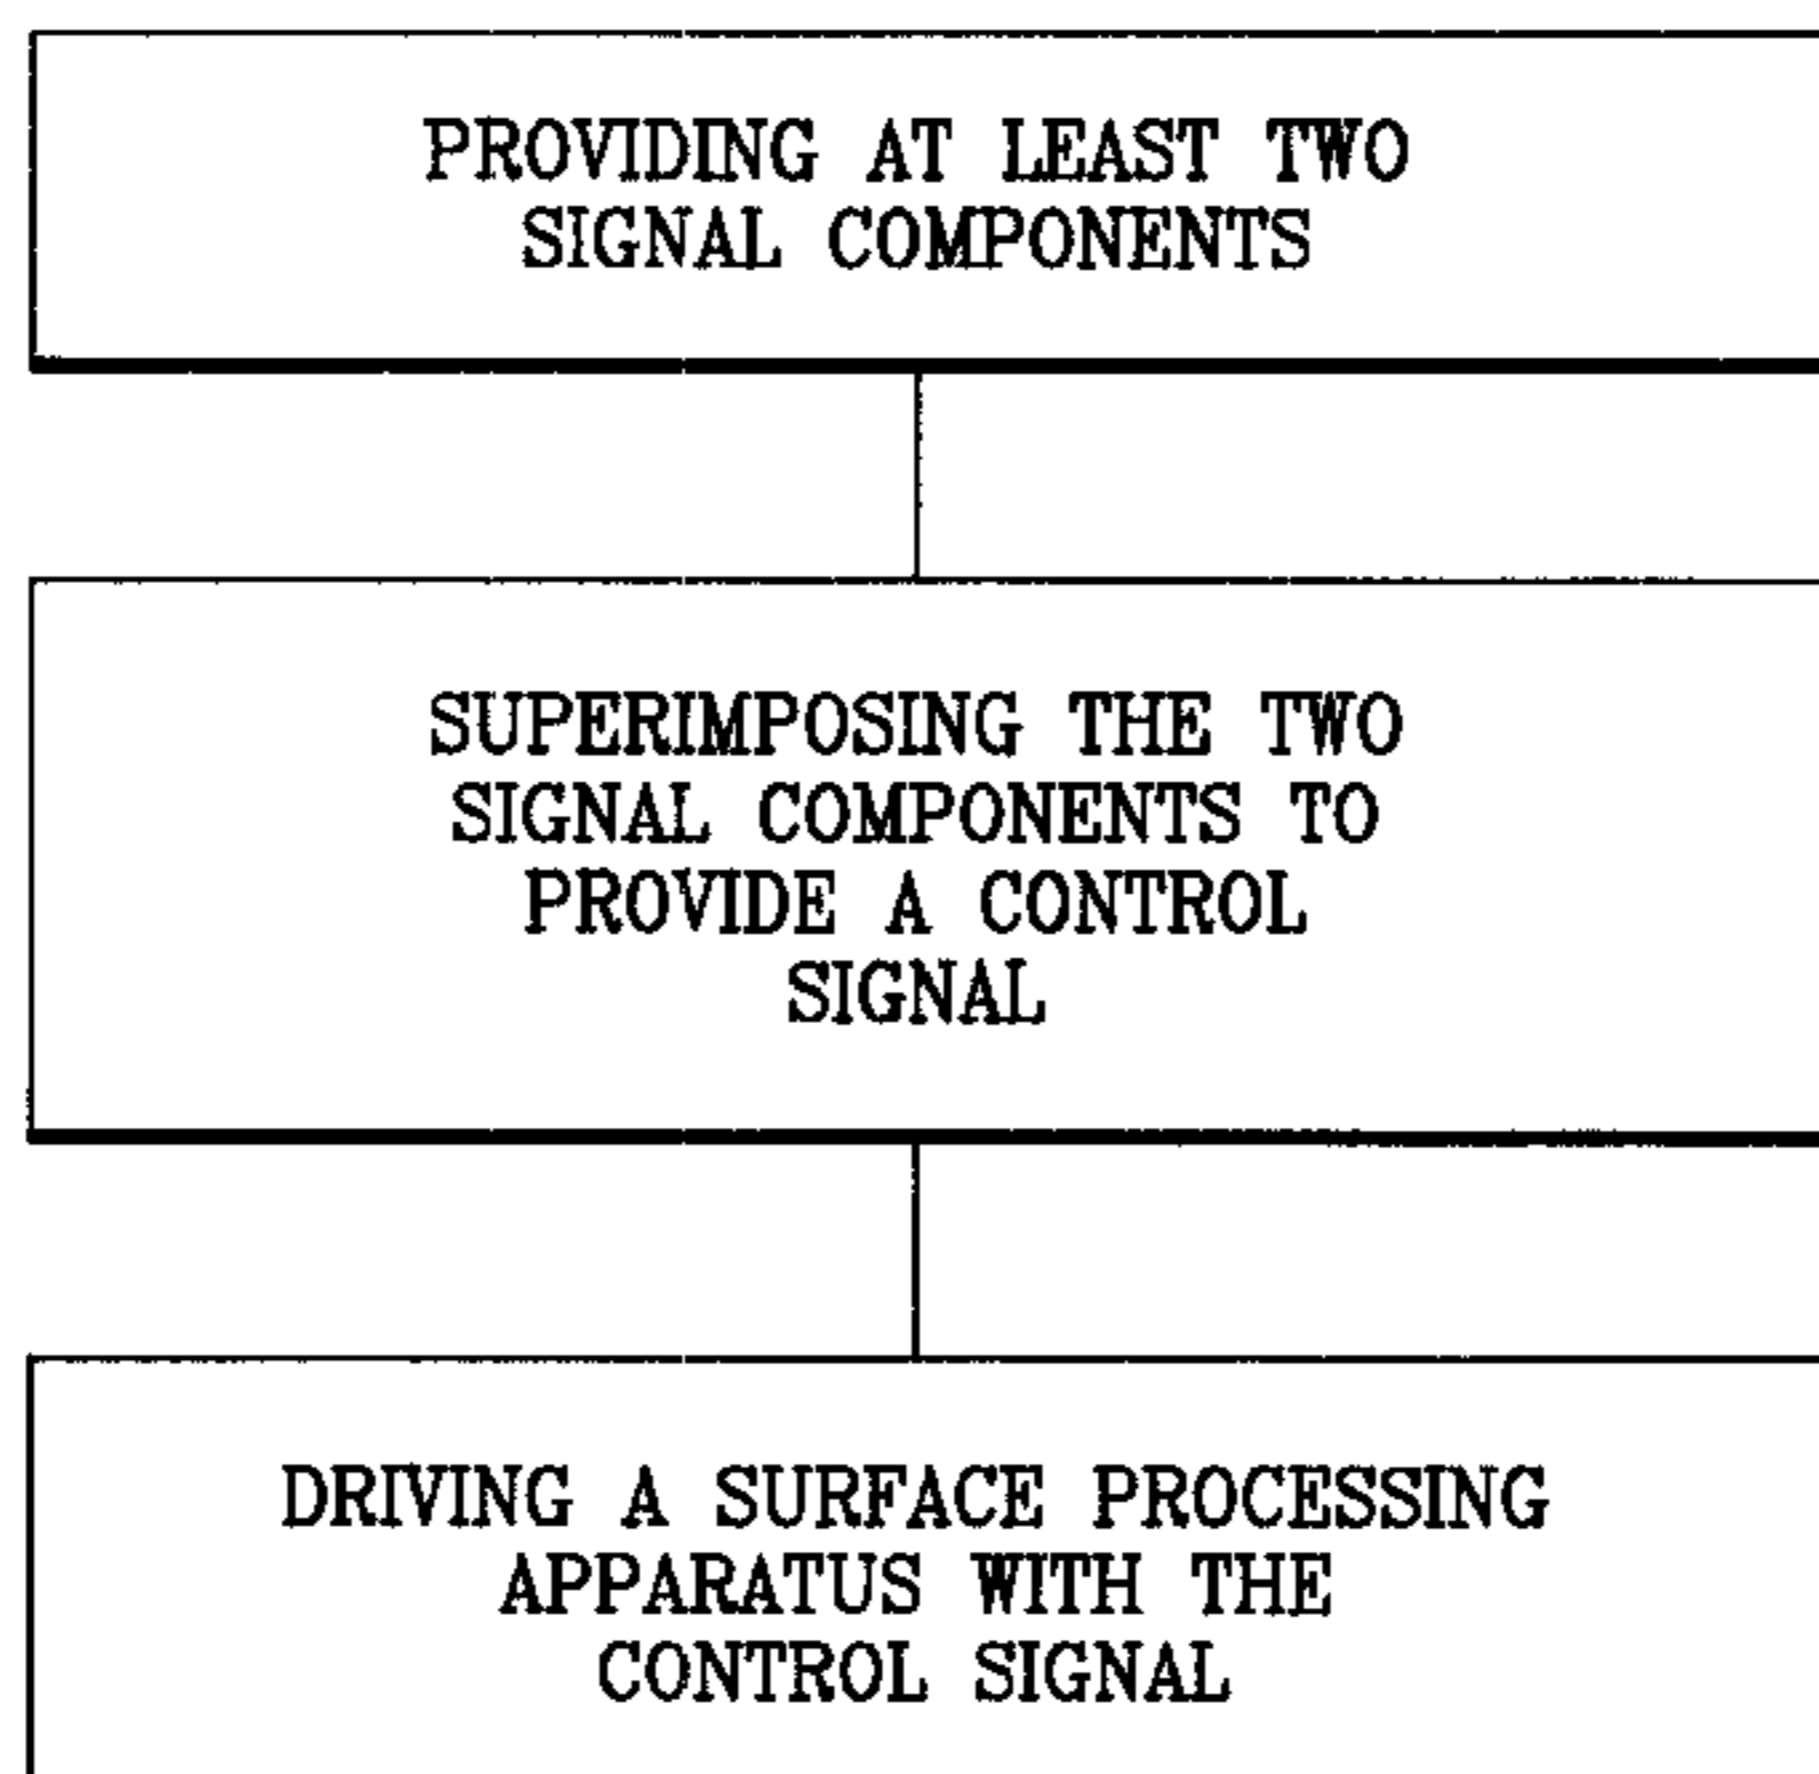 PROVIDING AT LEAST TWO
SIGNAL COMPONENTS
SUPERIMPOSING THE TWO
SIGNAL COMPONENTS TO
PROVIDE A CONTROL
SIGNAL
DRIVING A SURFACE PROCESSING
APPARATUS WITH THE
CONTROL SIGNAL